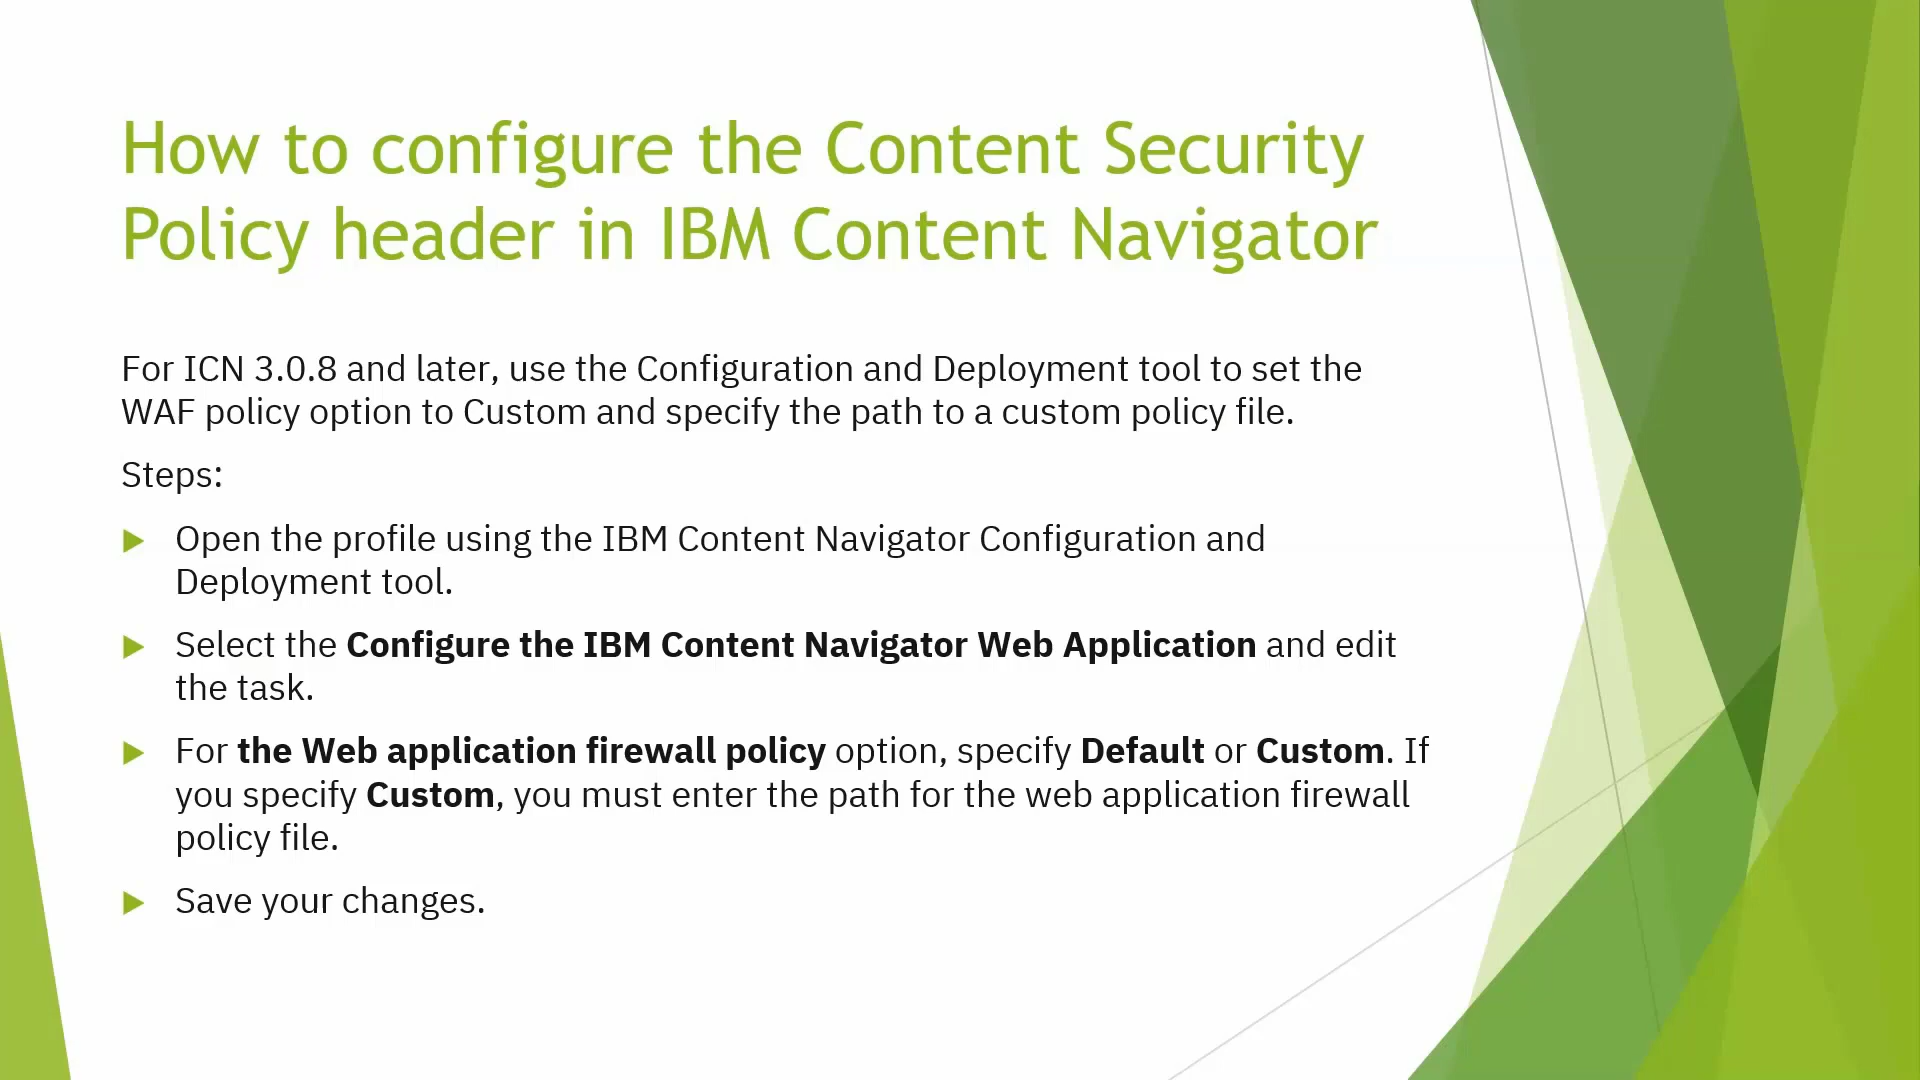 How to configure the Content Security
Policy header in IBM Content Navigator
For ICN 3.0.8 and later, use the Configuration and Deployment tool to set the
WAF policy option to Custom and specify the path to a custom policy file.
Steps:
Open the profile using the IBM Content Navigator Configuration and
Deployment tool.
Select the Configure the IBM Content Navigator Web Application and edit
the task.
For the Web application firewall policy option, specify Default or Custom. If
you specify Custom, you must enter the path for the web application firewall
policy file.
Save your changes.